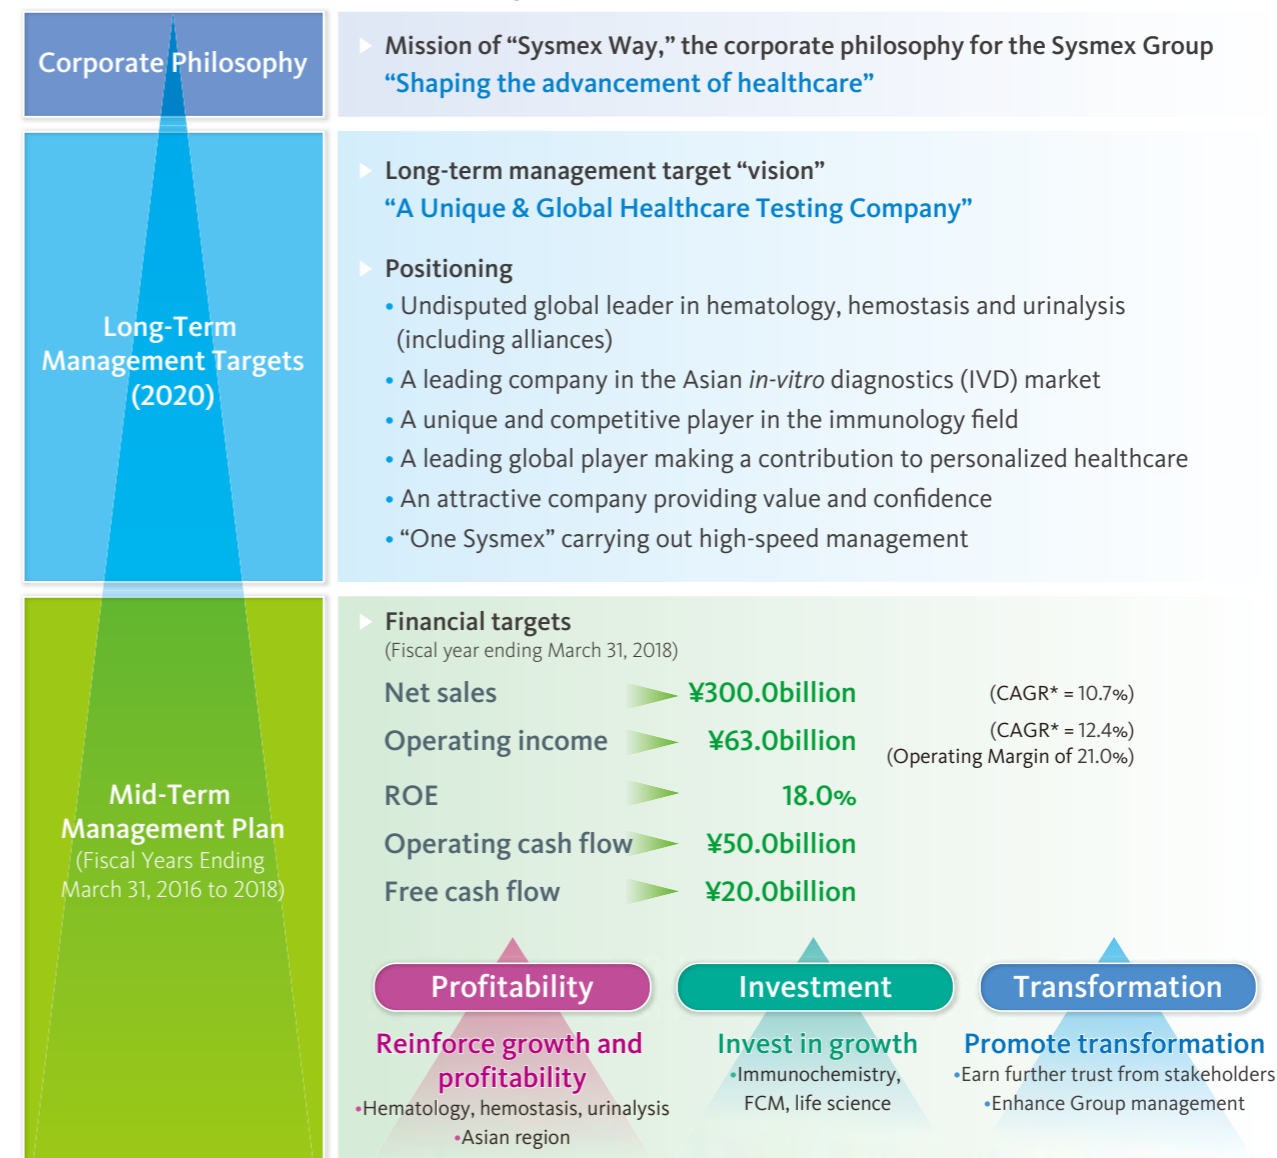 Corporate Philosophy
Mission of “Sysmex Way,” the corporate philosophy for the Sysmex Group
“Shaping the advancement of healthcare”
Long-Term
Management Targets
(2020)
Long-term management target “vision”
“A Unique & Global Healthcare Testing Company”
Positioning
• Undisputed global leader in hematology, hemostasis and urinalysis
(including alliances)
• A leading company in the Asian in-vitro diagnostics (IVD) market
• A unique and competitive player in the immunology field
• A leading global player making a contribution to personalized healthcare
• An attractive company providing value and confidence
• “One Sysmex” carrying out high-speed management
Mid-Term
Management Plan
(Fiscal Years Ending
March 31, 2016 to 2018)
Financial targets
(Fiscal year ending March 31, 2018)
Net sales ¥300.0billion (CAGR* = 10.7%)
Operating income ¥63.0billion (CAGR* = 12.4%)
(Operating Margin of 21.0%)
ROE 18.0%
Operating cash flow ¥50.0billion
Free cash flow ¥20.0billion
Profitability
Reinforce growth and
profitability
•Hematology, hemostasis, urinalysis
•Asian region
Investment
Invest in growth
•Immunochemistry,
FCM, life science
Transformation
Promote transformation
•Earn further trust from stakeholders
•Enhance Group management